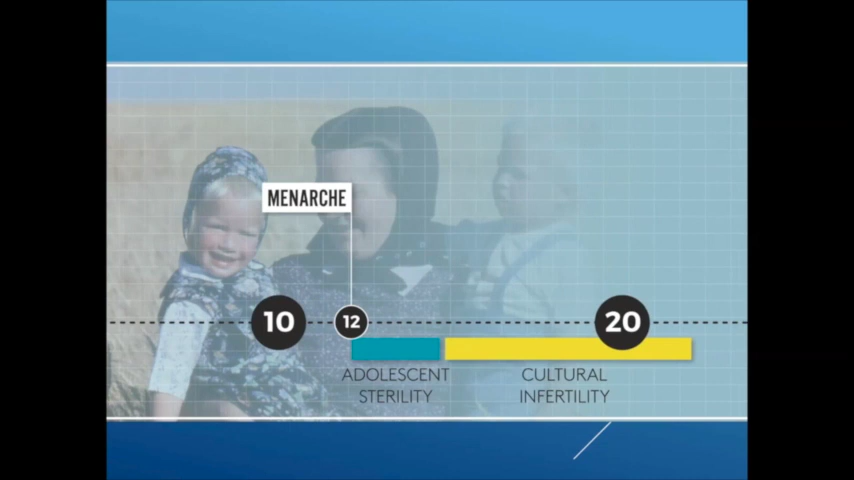 MENARCHE
10
12
20
ADOLESCENT
STERILITY
CULTURAL
INFERTILITY